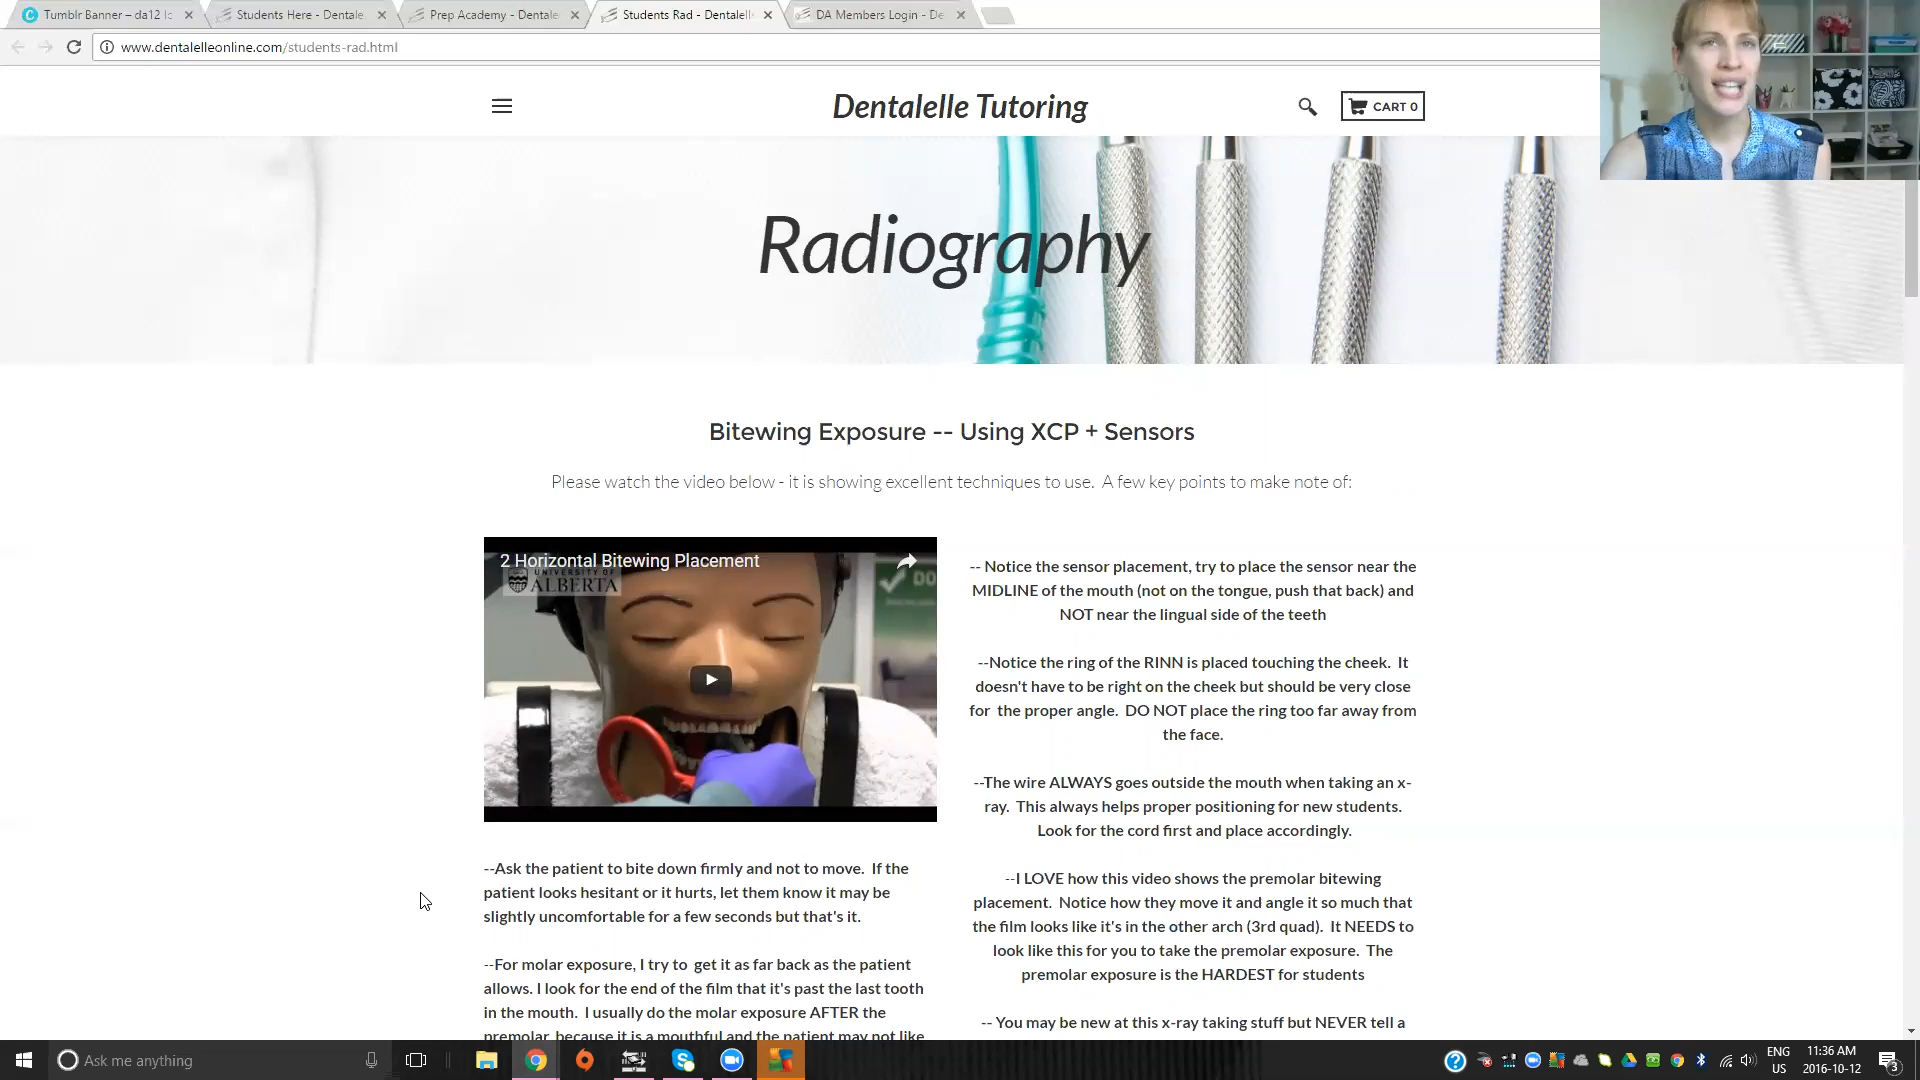 Tumblr Banner – da12
Students Here - Dentale
Prep Academy - Dentale
Students Rad - Dentalell
DA Members Login - De
www.dentalelleonline.com/students-rad.html
Dentalelle Tutoring
CART 0
Radiography
Bitewing Exposure -- Using XCP + Sensors
Please watch the video below - it is showing excellent techniques to use.  A few key points to make note of:
2 Horizontal Bitewing Placement
UNIVERSITY OF
ALBERTA
DO
--Ask the patient to bite down firmly and not to move.  If the
patient looks hesitant or it hurts, let them know it may be
slightly uncomfortable for a few seconds but that's it.
--For molar exposure, I try to  get it as far back as the patient
allows. I look for the end of the film that it's past the last tooth
in the mouth.  I usually do the molar exposure AFTER the
premolar, because it is a mouthful and the patient may not like
-- Notice the sensor placement, try to place the sensor near the
MIDLINE of the mouth (not on the tongue, push that back) and
NOT near the lingual side of the teeth
--Notice the ring of the RINN is placed touching the cheek.  It
doesn't have to be right on the cheek but should be very close
for  the proper angle.  DO NOT place the ring too far away from
the face.
--The wire ALWAYS goes outside the mouth when taking an x-
ray.  This always helps proper positioning for new students.
Look for the cord first and place accordingly.
--I LOVE how this video shows the premolar bitewing
placement.  Notice how they move it and angle it so much that
the film looks like it's in the other arch (3rd quad).  It NEEDS to
look like this for you to take the premolar exposure.  The
premolar exposure is the HARDEST for students
-- You may be new at this x-ray taking stuff but NEVER tell a
Ask me anything
ENG
US
11:36 AM
2016-10-12
3